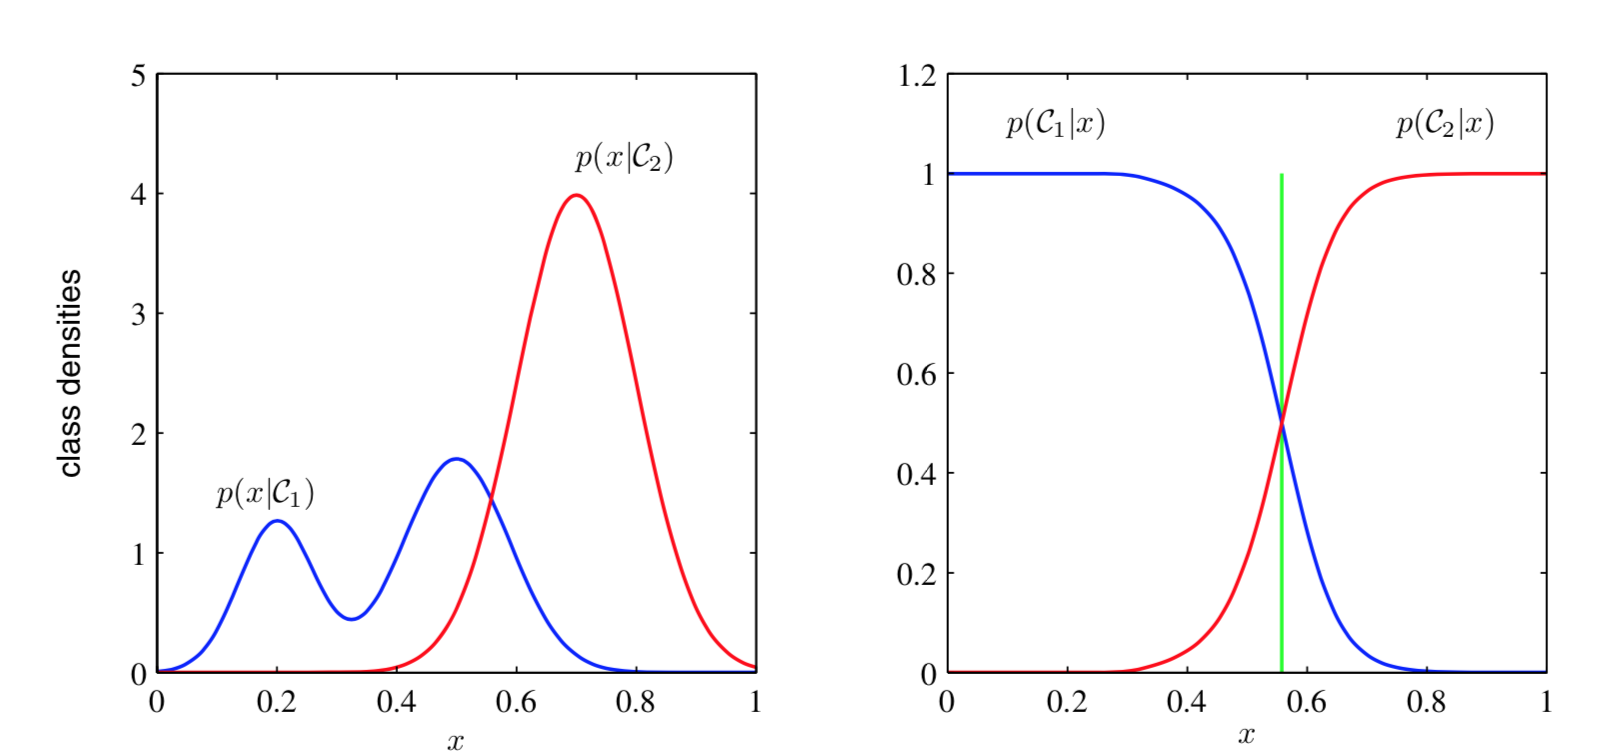 5
4
3
2
1
0
class densities
p(x|𝒞₂)
p(x|𝒞₁)
0 0.2 0.4 0.6 0.8 1
x
1.2
1
0.8
0.6
0.4
0.2
0
p(𝒞₁|x) p(𝒞₂|x)
0 0.2 0.4 0.6 0.8 1
x